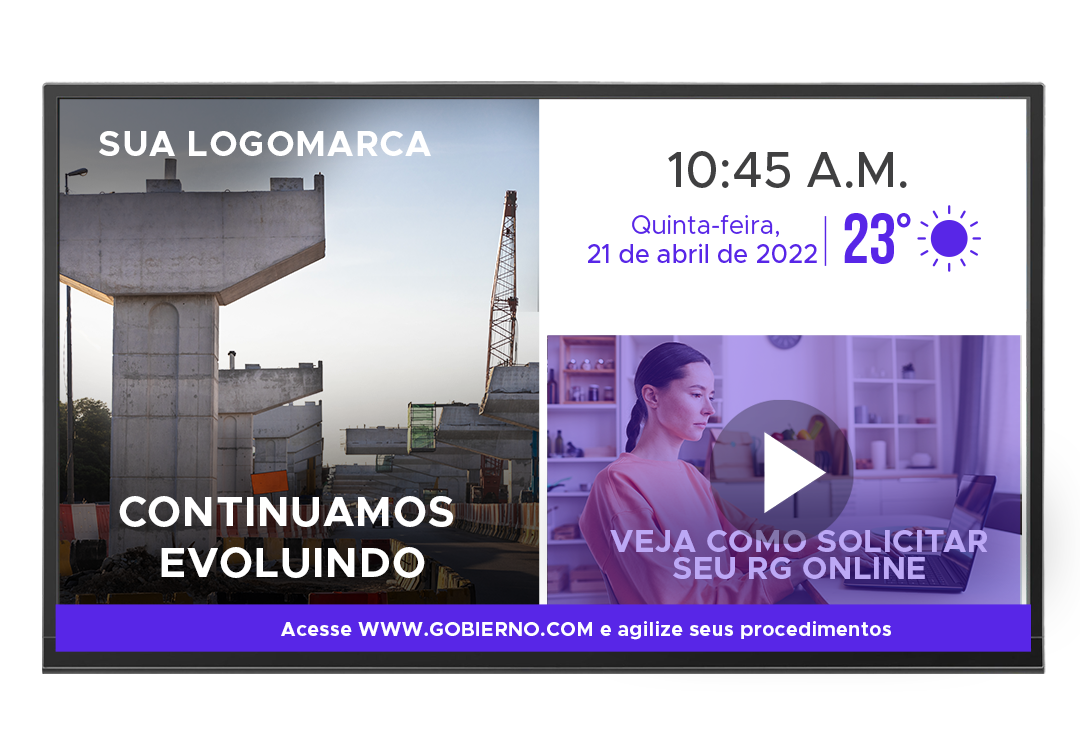 SUA LOGOMARCA
CONTINUAMOS
EVOLUINDO
10:45 A.M.
Quinta-feira,
21 de abril de 2022
23°
VEJA COMO SOLICITAR
SEU RG ONLINE
Acesse WWW.GOBIERNO.COM e agilize seus procedimentos